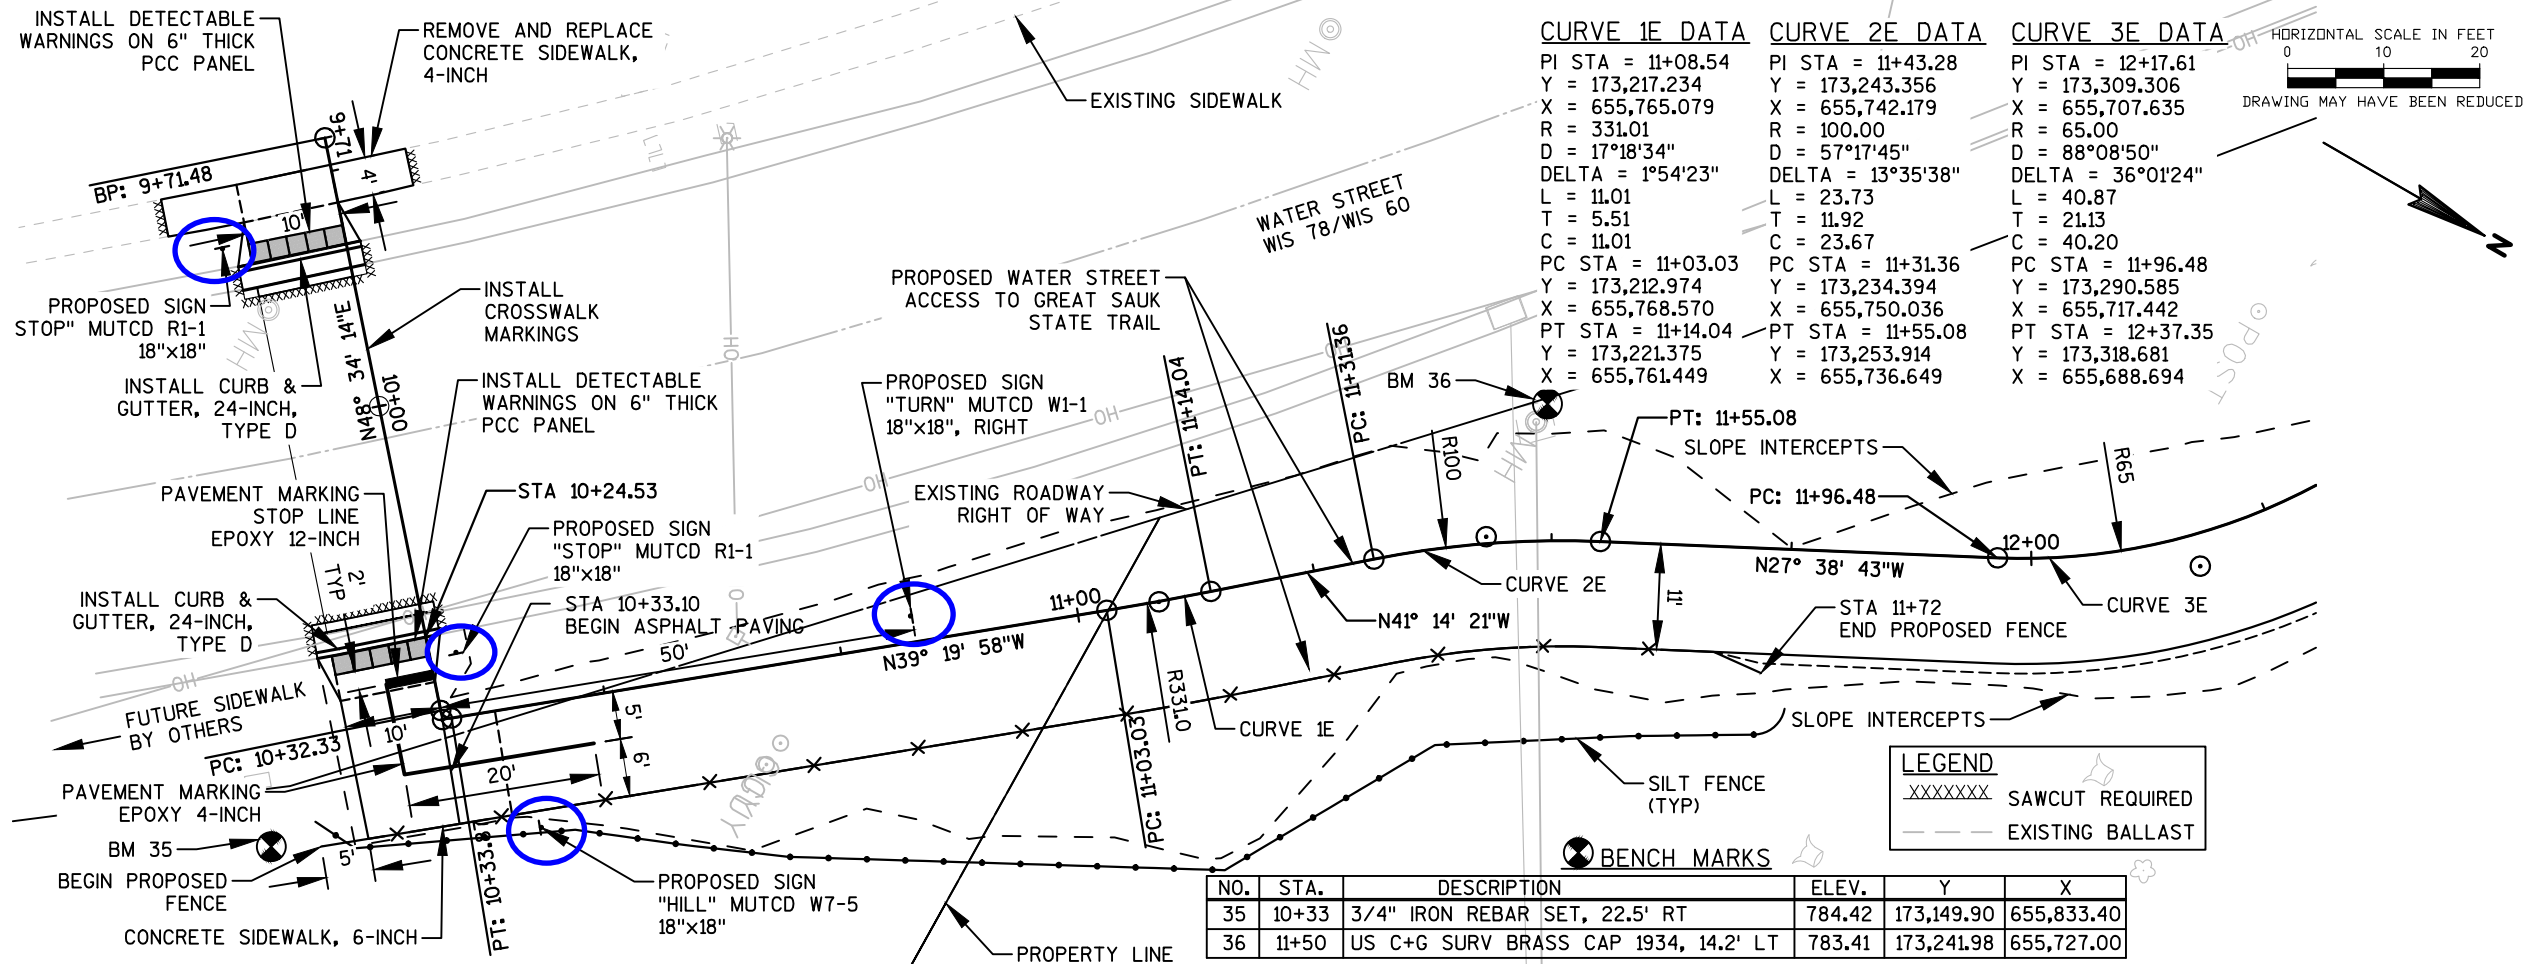 INSTALL DETECTABLE
WARNINGS ON 6" THICK
PCC PANEL
REMOVE AND REPLACE
CONCRETE SIDEWALK,
4-INCH
EXISTING SIDEWALK
BP: 9+71.48
9+71
4'
10'
PROPOSED SIGN
STOP" MUTCD R1-1
18"x18"
INSTALL
CROSSWALK
MARKINGS
N48° 34' 14"E
10+00
INSTALL CURB &
GUTTER, 24-INCH,
TYPE D
INSTALL DETECTABLE
WARNINGS ON 6" THICK
PCC PANEL
PAVEMENT MARKING
STOP LINE
EPOXY 12-INCH
STA 10+24.53
PROPOSED SIGN
"STOP" MUTCD R1-1
18"x18"
STA 10+33.10
BEGIN ASPHALT PAVING
2'
TYP
INSTALL CURB &
GUTTER, 24-INCH,
TYPE D
FUTURE SIDEWALK
BY OTHERS
PC: 10+32.33
10'
50'
5'
6'
20'
PAVEMENT MARKING
EPOXY 4-INCH
BM 35
5'
BEGIN PROPOSED
FENCE
CONCRETE SIDEWALK, 6-INCH
PT: 10+33.81
PROPOSED SIGN
"HILL" MUTCD W7-5
18"x18"
PROPERTY LINE
PROPOSED SIGN
"TURN" MUTCD W1-1
18"x18", RIGHT
PROPOSED WATER STREET
ACCESS TO GREAT SAUK
STATE TRAIL
WATER STREET
WIS 78/WIS 60
EXISTING ROADWAY
RIGHT OF WAY
N39° 19' 58"W
11+00
PC: 11+03.03
R331.0
CURVE 1E
PT: 11+14.04
PC: 11+31.36
N41° 14' 21"W
BM 36
R100
CURVE 2E
PT: 11+55.08
SLOPE INTERCEPTS
PC: 11+96.48
11'
N27° 38' 43"W
12+00
R65
CURVE 3E
STA 11+72
END PROPOSED FENCE
SLOPE INTERCEPTS
SILT FENCE
(TYP)
OH
OH
OH
OH
OH
OH
OH
MH
MH
MH
POST
GUY
CURVE 1E DATA
PI STA = 11+08.54
Y = 173,217.234
X = 655,765.079
R = 331.01
D = 17°18'34"
DELTA = 1°54'23"
L = 11.01
T = 5.51
C = 11.01
PC STA = 11+03.03
Y = 173,212.974
X = 655,768.570
PT STA = 11+14.04
Y = 173,221.375
X = 655,761.449
CURVE 2E DATA
PI STA = 11+43.28
Y = 173,243.356
X = 655,742.179
R = 100.00
D = 57°17'45"
DELTA = 13°35'38"
L = 23.73
T = 11.92
C = 23.67
PC STA = 11+31.36
Y = 173,234.394
X = 655,750.036
PT STA = 11+55.08
Y = 173,253.914
X = 655,736.649
CURVE 3E DATA
PI STA = 12+17.61
Y = 173,309.306
X = 655,707.635
R = 65.00
D = 88°08'50"
DELTA = 36°01'24"
L = 40.87
T = 21.13
C = 40.20
PC STA = 11+96.48
Y = 173,290.585
X = 655,717.442
PT STA = 12+37.35
Y = 173,318.681
X = 655,688.694
HORIZONTAL SCALE IN FEET
0 10 20
DRAWING MAY HAVE BEEN REDUCED
N
LEGEND
XXXXXXX SAWCUT REQUIRED
EXISTING BALLAST
BENCH MARKS
NO. STA. DESCRIPTION ELEV. Y X
35 10+33 3/4" IRON REBAR SET, 22.5' RT 784.42 173,149.90 655,833.40
36 11+50 US C+G SURV BRASS CAP 1934, 14.2' LT 783.41 173,241.98 655,727.00